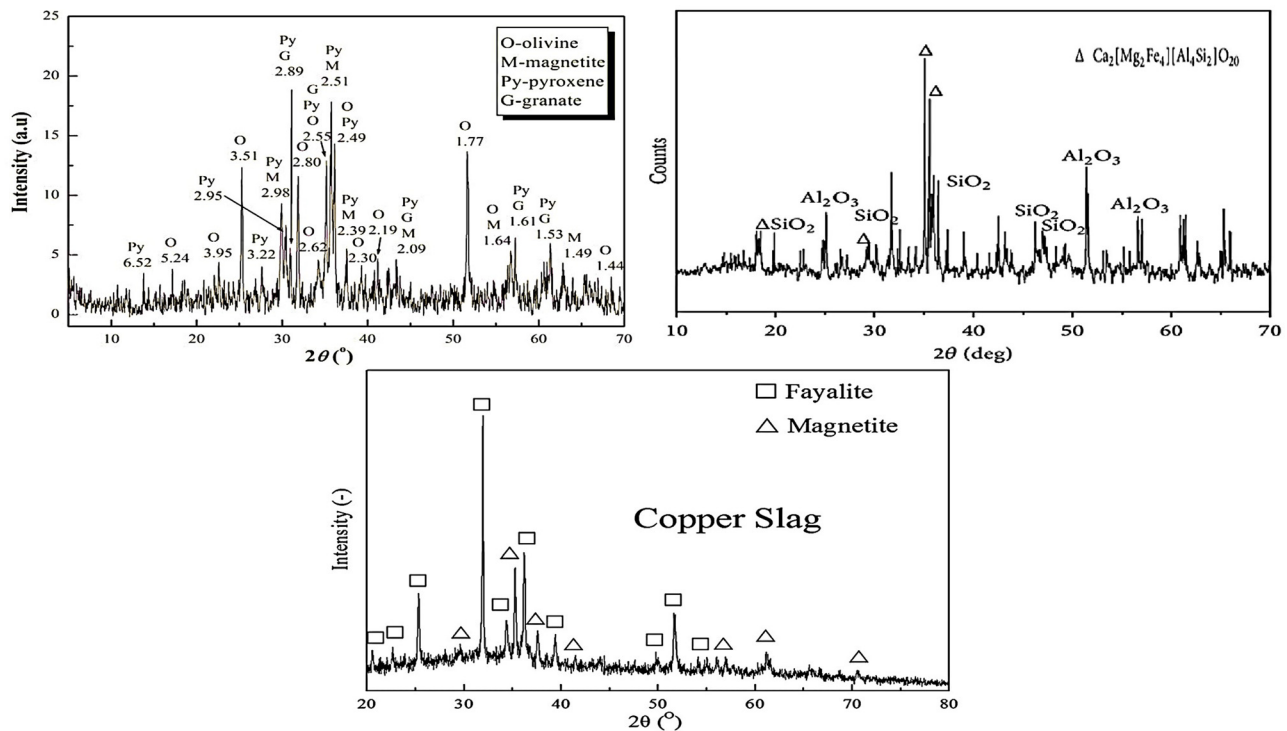 25
20
15
10
5
0
Intensity (a.u)
O-olivine
M-magnetite
Py-pyroxene
G-granate
Py
6.52
O
5.24
O
3.95
O
3.51
Py
3.22
Py
2.95
Py
M
2.98
Py
G
2.89
O
2.80
O
2.62
G
Py
O
2.55
Py
M
2.51
O
Py
2.49
Py
M
2.39
O
2.30
O
2.19
Py
G
M
2.09
O
1.77
O
M
1.64
Py
G
1.61
Py
G
1.53
M
1.49
O
1.44
10 20 30 40 50 60 70
2θ (°)
Counts
Δ Ca₂[Mg₂Fe₄][Al₄Si₂]O₂₀
Δ
Δ
ΔSiO₂
Al₂O₃
Δ
SiO₂
SiO₂
SiO₂
SiO₂
Al₂O₃
Al₂O₃
10 20 30 40 50 60 70
2θ (deg)
Intensity (-)
□ Fayalite
△ Magnetite
Copper Slag
20 30 40 50 60 70 80
2θ (°)